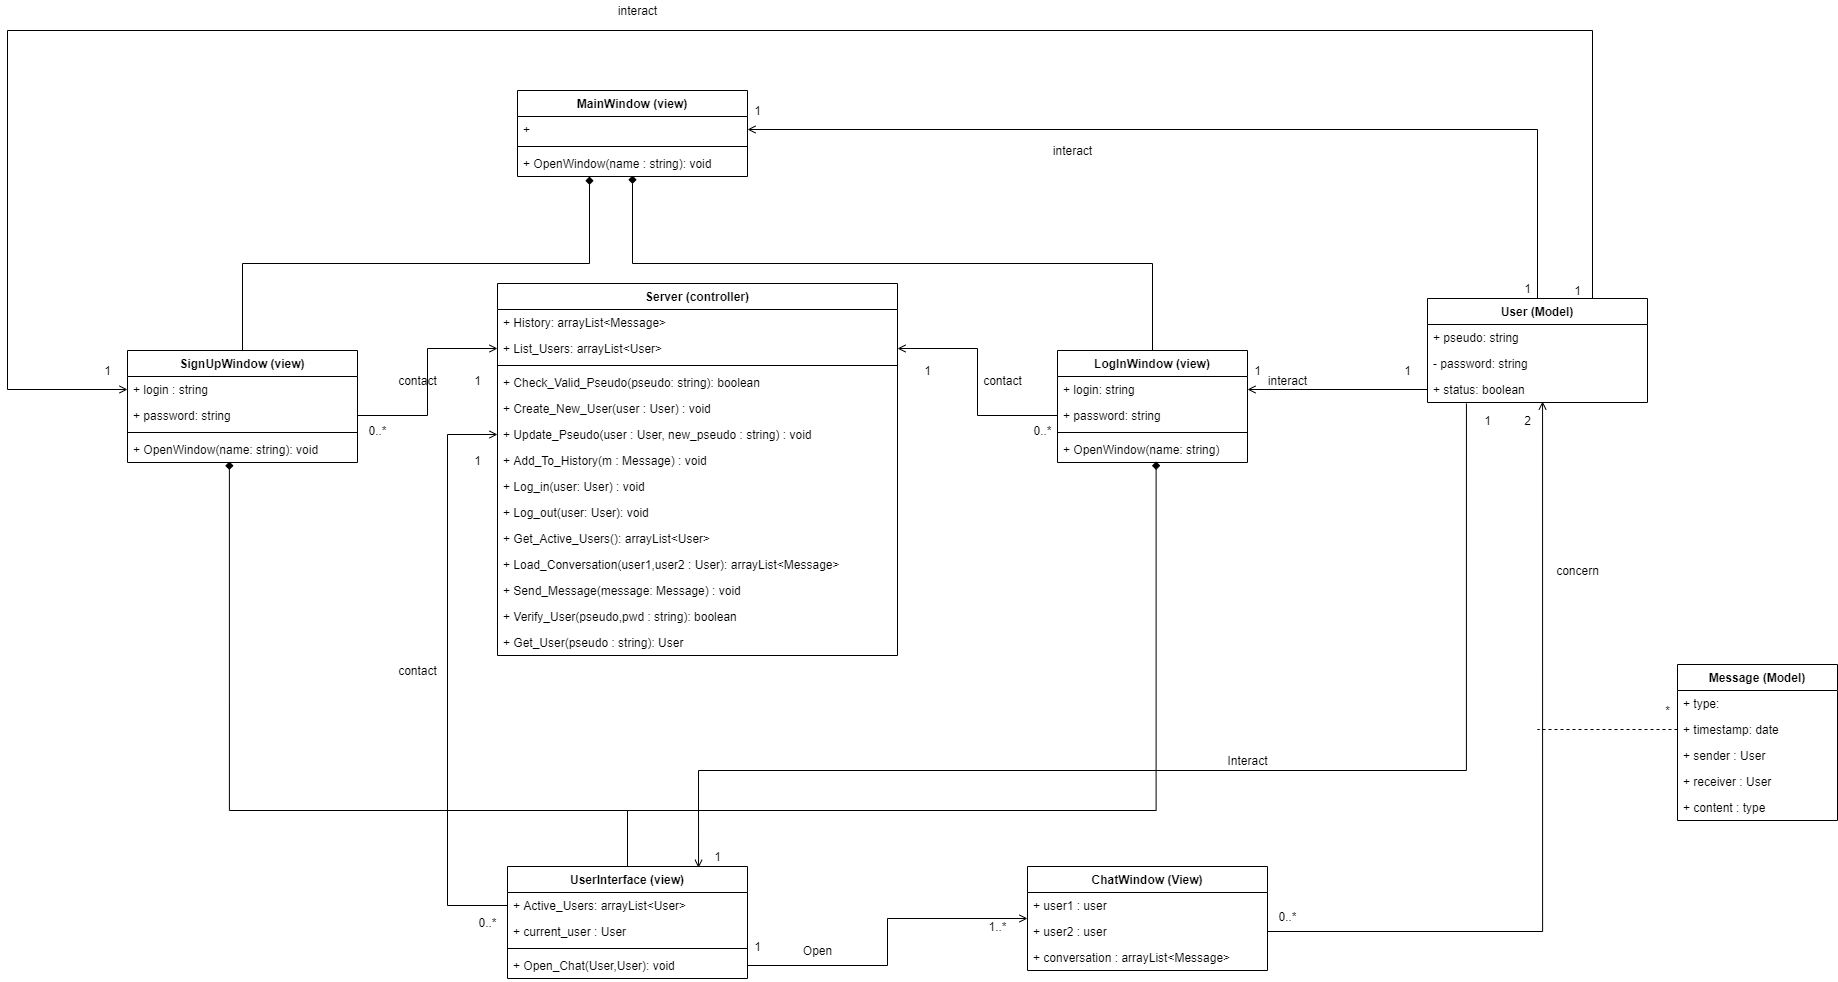 interact
MainWindow (view)
+
+ OpenWindow(name : string): void
1
interact
1
1
Server (controller)
+ History: arrayList<Message>
+ List_Users: arrayList<User>
+ Check_Valid_Pseudo(pseudo: string): boolean
+ Create_New_User(user : User) : void
+ Update_Pseudo(user : User, new_pseudo : string) : void
+ Add_To_History(m : Message) : void
+ Log_in(user: User) : void
+ Log_out(user: User): void
+ Get_Active_Users(): arrayList<User>
+ Load_Conversation(user1,user2 : User): arrayList<Message>
+ Send_Message(message: Message) : void
+ Verify_User(pseudo,pwd : string): boolean
+ Get_User(pseudo : string): User
User (Model)
+ pseudo: string
- password: string
+ status: boolean
1
SignUpWindow (view)
+ login : string
+ password: string
+ OpenWindow(name: string): void
contact
1
0..*
1
1
contact
0..*
LogInWindow (view)
+ login: string
+ password: string
+ OpenWindow(name: string)
1
interact
1
1
2
concern
contact
Message (Model)
+ type:
+ timestamp: date
+ sender : User
+ receiver : User
+ content : type
*
Interact
1
UserInterface (view)
+ Active_Users: arrayList<User>
+ current_user : User
+ Open_Chat(User,User): void
0..*
1
Open
1..*
ChatWindow (View)
+ user1 : user
+ user2 : user
+ conversation : arrayList<Message>
0..*